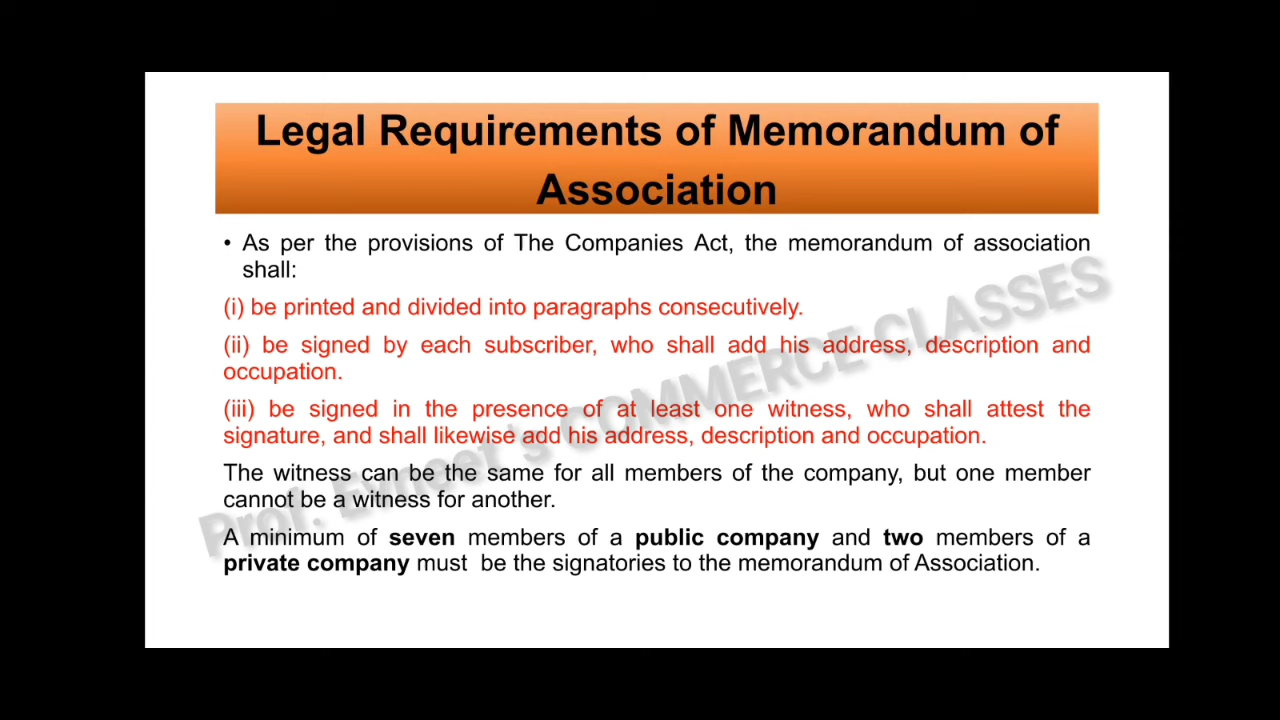 Legal Requirements of Memorandum of
Association
• As per the provisions of The Companies Act, the memorandum of association
shall:
(i) be printed and divided into paragraphs consecutively.
(ii) be signed by each subscriber, who shall add his address, description and
occupation.
(iii) be signed in the presence of at least one witness, who shall attest the
signature, and shall likewise add his address, description and occupation.
The witness can be the same for all members of the company, but one member
cannot be a witness for another.
A minimum of seven members of a public company and two members of a
private company must be the signatories to the memorandum of Association.
Prof. Evneet's COMMERCE CLASSES